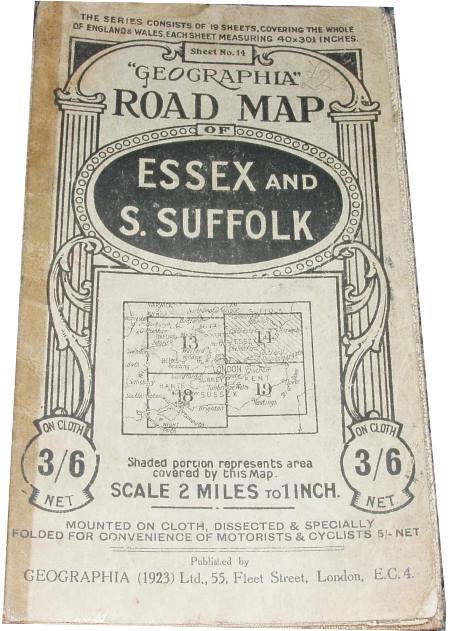 THE SERIES CONSISTS OF 19 SHEETS, COVERING THE WHOLE
OF ENGLAND & WALES, EACH SHEET MEASURING 40×30½ INCHES.
Sheet No. 14
"GEOGRAPHIA"
ROAD MAP
OF
ESSEX AND
S. SUFFOLK
13
14
ESSEX
LONDON
SURREY
KENT
HANTS
SUSSEX
18
19
Brighton
Hastings
ON CLOTH
3/6
NET
ON CLOTH
3/6
NET
Shaded portion represents area
covered by this Map.
SCALE 2 MILES TO 1 INCH.
MOUNTED ON CLOTH, DISSECTED & SPECIALLY
FOLDED FOR CONVENIENCE OF MOTORISTS & CYCLISTS 5/- NET
Published by
GEOGRAPHIA (1923) Ltd., 55, Fleet Street, London, E.C. 4.